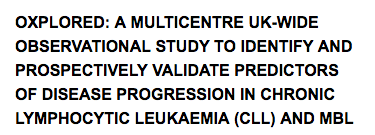 OXPLORED: A MULTICENTRE UK-WIDE
OBSERVATIONAL STUDY TO IDENTIFY AND
PROSPECTIVELY VALIDATE PREDICTORS
OF DISEASE PROGRESSION IN CHRONIC
LYMPHOCYTIC LEUKAEMIA (CLL) AND MBL